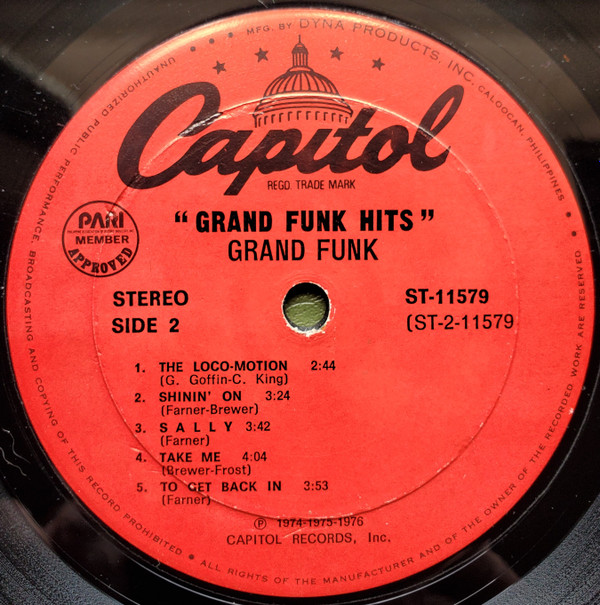 MFG. BY DYNA PRODUCTS, INC. CALOOCAN, PHILIPPINES
Capitol
REGD. TRADE MARK
"GRAND FUNK HITS"
GRAND FUNK
PARI
MEMBER
APPROVED
STEREO
SIDE 2
ST-11579
(ST-2-11579
1. THE LOCO-MOTION 2:44
(G. Goffin-C. King)
2. SHININ' ON 3:24
(Farner-Brewer)
3. SALLY 3:42
(Farner)
4. TAKE ME 4:04
(Brewer-Frost)
5. TO GET BACK IN 3:53
(Farner)
Ⓟ 1974-1975-1976
CAPITOL RECORDS, Inc.
UNAUTHORIZED PUBLIC PERFORMANCE, BROADCASTING AND COPYING OF THIS RECORD PROHIBITED • ALL RIGHTS OF THE MANUFACTURER AND OF THE OWNER OF THE RECORDED WORK ARE RESERVED